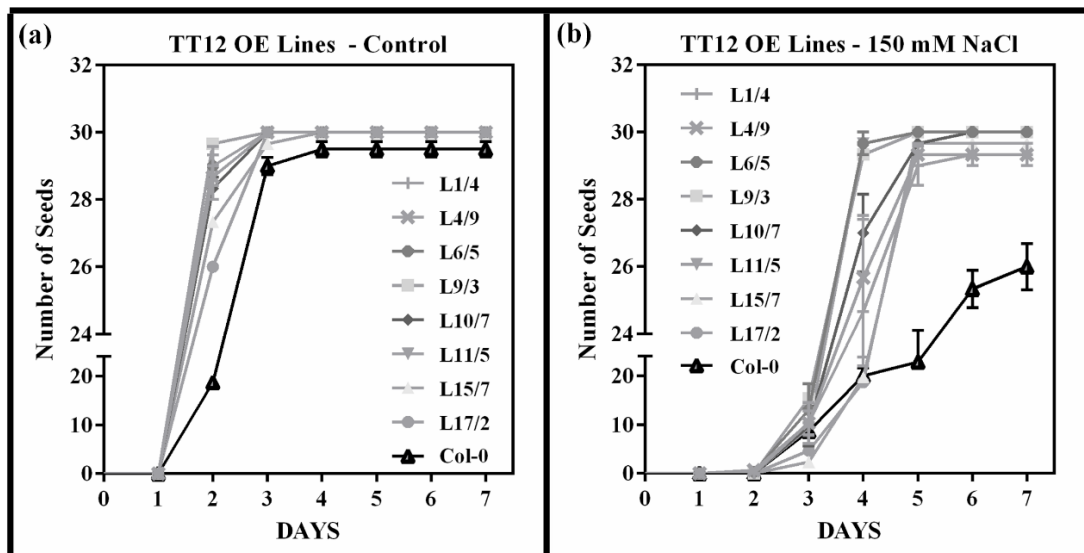 (a)
TT12 OE Lines - Control
Number of Seeds
32
30
28
26
24
20
10
0
L1/4
L4/9
L6/5
L9/3
L10/7
L11/5
L15/7
L17/2
Col-0
0 1 2 3 4 5 6 7
DAYS
(b)
TT12 OE Lines - 150 mM NaCl
Number of Seeds
32
30
28
26
24
20
10
0
L1/4
L4/9
L6/5
L9/3
L10/7
L11/5
L15/7
L17/2
Col-0
0 1 2 3 4 5 6 7
DAYS